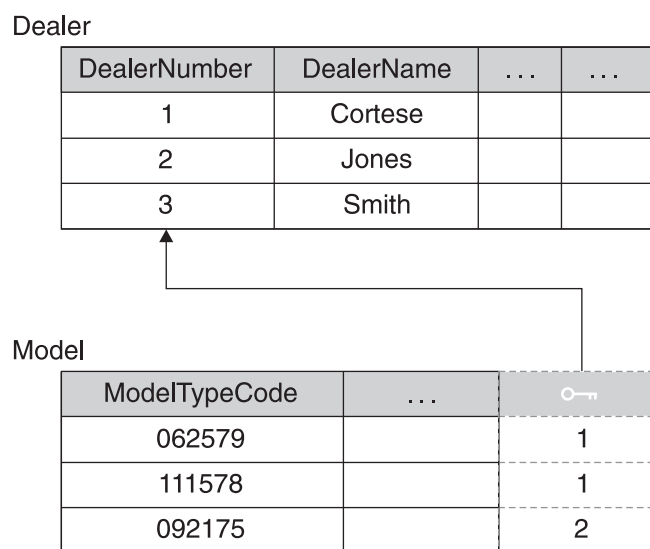 Dealer
DealerNumber DealerName ... ...
1 Cortese
2 Jones
3 Smith
Model
ModelTypeCode ...
062579 1
111578 1
092175 2